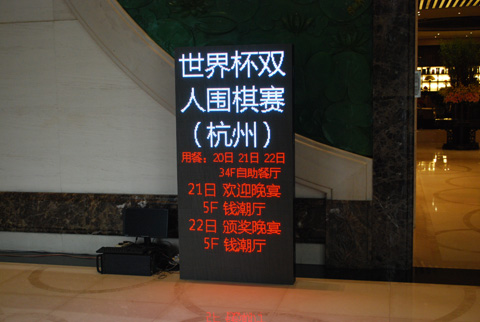 世界杯双
人围棋赛
（杭州）
用餐：20日 21日 22日
34F自助餐厅
21日 欢迎晚宴
5F 钱潮厅
22日 颁奖晚宴
5F 钱潮厅